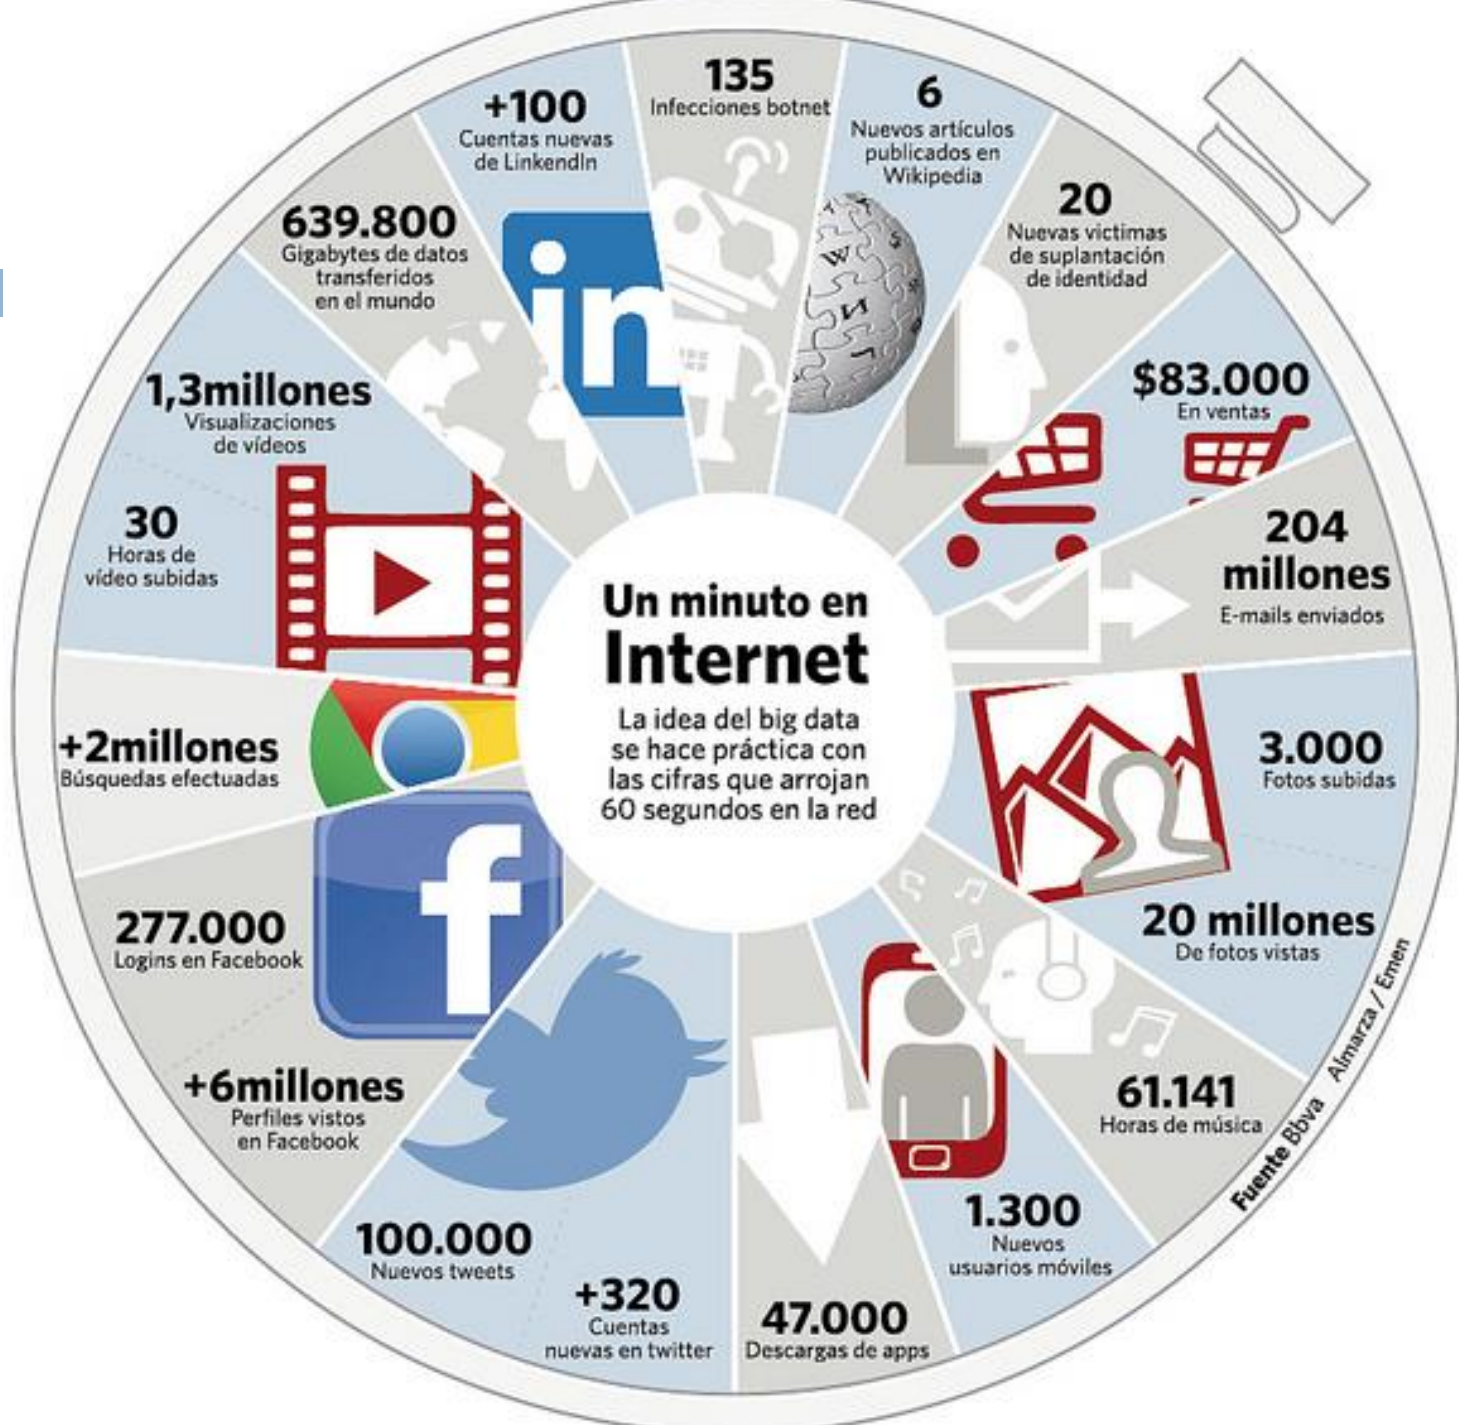 Un minuto en
Internet
La idea del big data
se hace práctica con
las cifras que arrojan
60 segundos en la red
135
Infecciones botnet
6
Nuevos artículos
publicados en
Wikipedia
20
Nuevas victimas
de suplantación
de identidad
$83.000
En ventas
204
millones
E-mails enviados
3.000
Fotos subidas
20 millones
De fotos vistas
61.141
Horas de música
1.300
Nuevos
usuarios móviles
47.000
Descargas de apps
+320
Cuentas
nuevas en twitter
100.000
Nuevos tweets
+6millones
Perfiles vistos
en Facebook
277.000
Logins en Facebook
f
+2millones
Búsquedas efectuadas
30
Horas de
vídeo subidas
1,3millones
Visualizaciones
de vídeos
639.800
Gigabytes de datos
transferidos
en el mundo
+100
Cuentas nuevas
de LinkendIn
in
W
И
Fuente Bbva Almarza / Emen